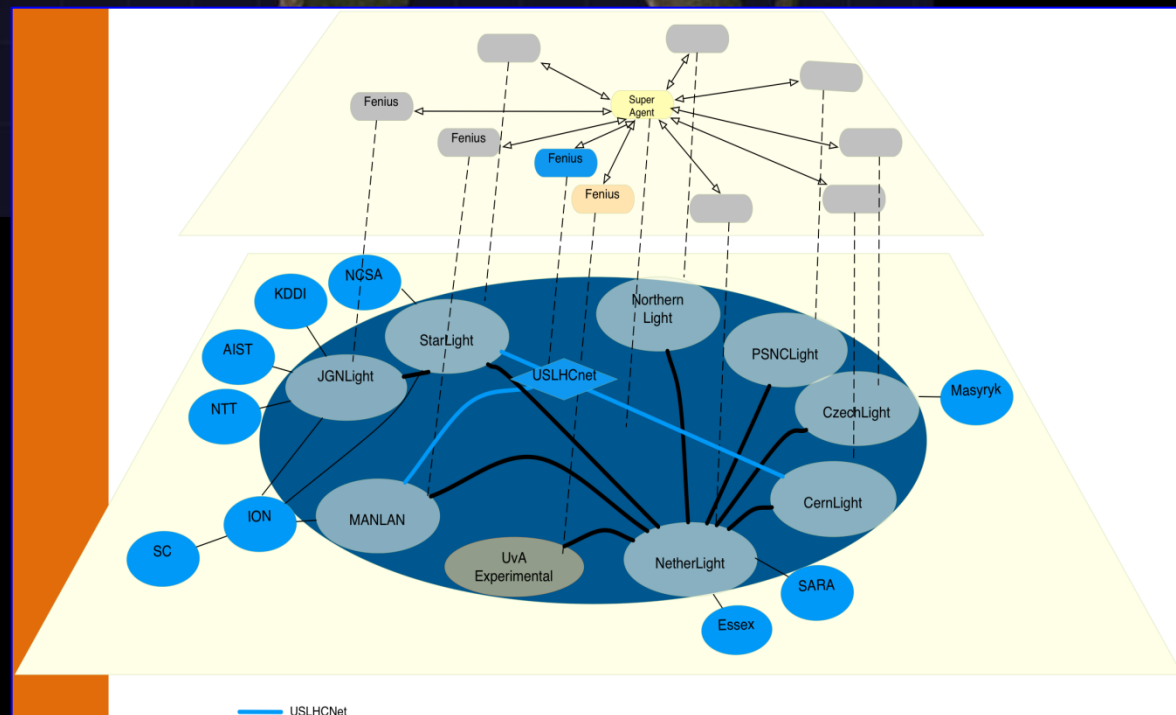 Super
Agent
Fenius
Fenius
Fenius
Fenius
NCSA
KDDI
Northern
Light
StarLight
AIST
PSNCLight
JGNLight
USLHCnet
NTT
CzechLight
Masyryk
CernLight
ION
MANLAN
SC
UvA
Experimental
NetherLight
SARA
Essex
USLHCNet